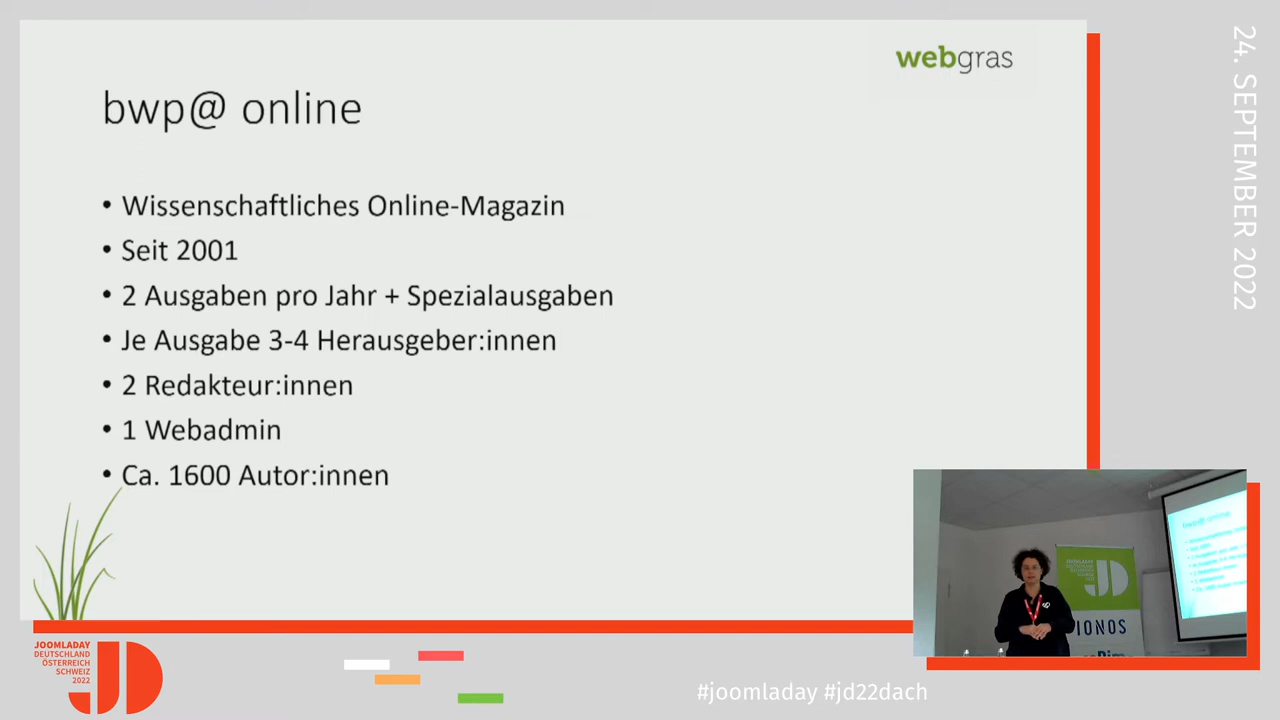 webgras
bwp@ online
• Wissenschaftliches Online-Magazin
• Seit 2001
• 2 Ausgaben pro Jahr + Spezialausgaben
• Je Ausgabe 3-4 Herausgeber:innen
• 2 Redakteur:innen
• 1 Webadmin
• Ca. 1600 Autor:innen
24. SEPTEMBER 2022
JOOMLADAY
DEUTSCHLAND
ÖSTERREICH
SCHWEIZ
2022
JD
#joomladay #jd22dach
JD
IONOS